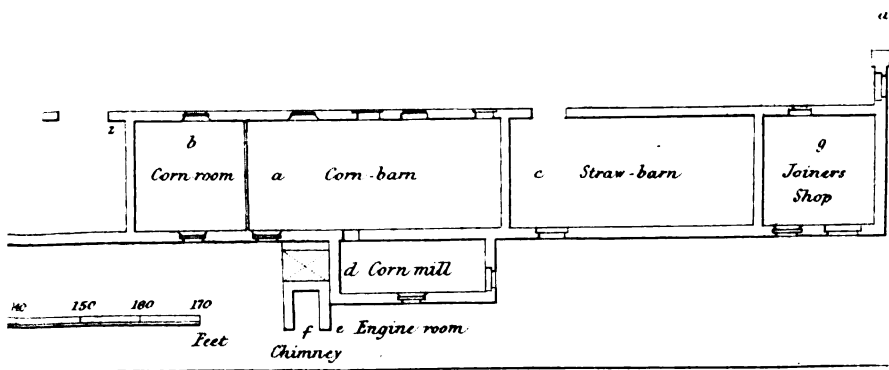 a
z
b
Corn room
a Corn-barn
c Straw-barn
g
Joiners
Shop
d Corn mill
150 160 170
Feet
f e Engine room
Chimney